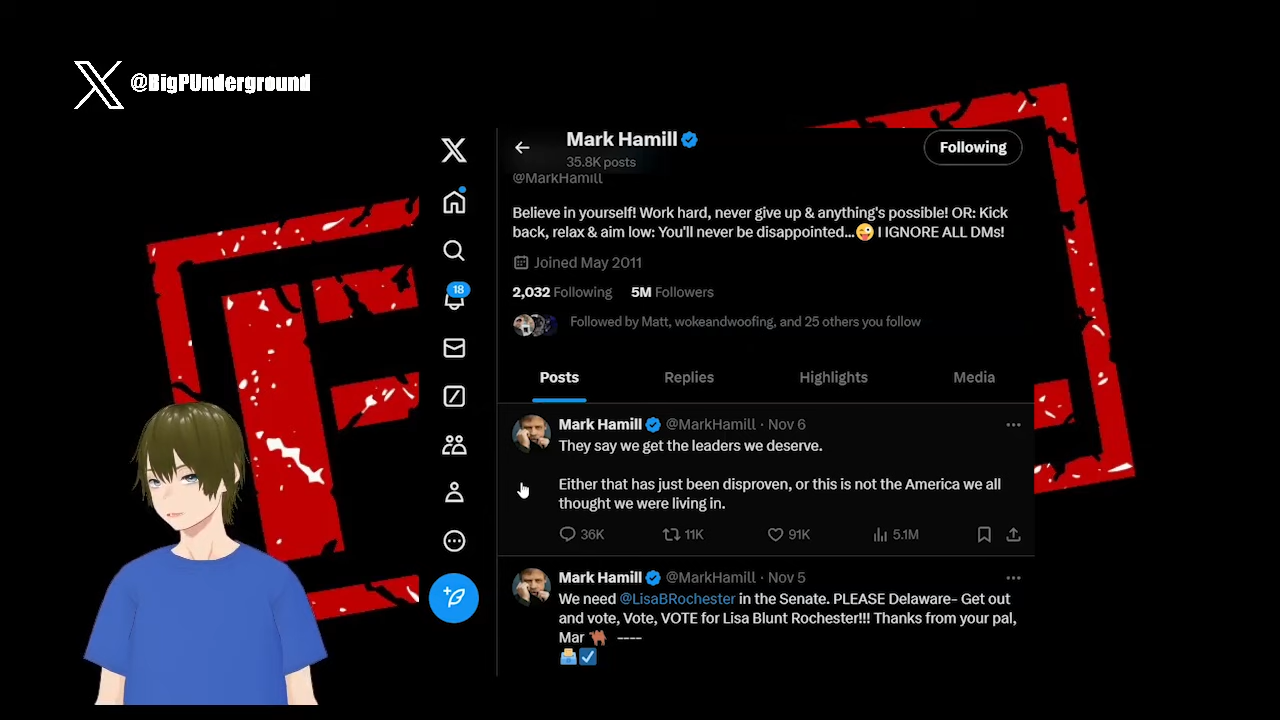 @BigPUnderground
Mark Hamill
35.8K posts
Following
@MarkHamill
Believe in yourself! Work hard, never give up & anything's possible! OR: Kick
back, relax & aim low: You'll never be disappointed...😜 I IGNORE ALL DMs!
Joined May 2011
2,032 Following 5M Followers
Followed by Matt, wokeandwoofing, and 25 others you follow
18
Posts Replies Highlights Media
Mark Hamill @MarkHamill · Nov 6
They say we get the leaders we deserve.
Either that has just been disproven, or this is not the America we all
thought we were living in.
36K 11K 91K 5.1M
Mark Hamill @MarkHamill · Nov 5
We need @LisaBRochester in the Senate. PLEASE Delaware- Get out
and vote, Vote, VOTE for Lisa Blunt Rochester!!! Thanks from your pal,
Mar 🐪 ----
🗳️☑️